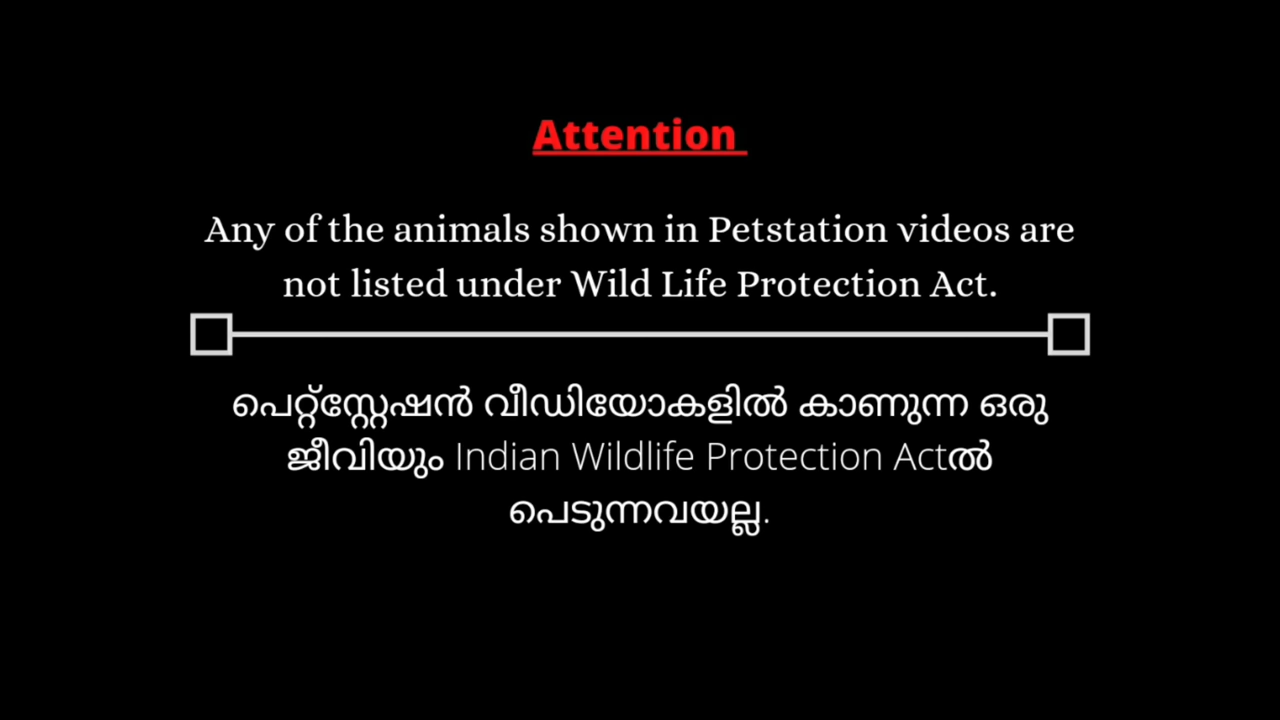 Attention
Any of the animals shown in Petstation videos are
not listed under Wild Life Protection Act.
പെറ്റ്സ്റ്റേഷൻ വീഡിയോകളിൽ കാണുന്ന ഒരു
ജീവിയും Indian Wildlife Protection Actൽ
പെടുന്നവയല്ല.